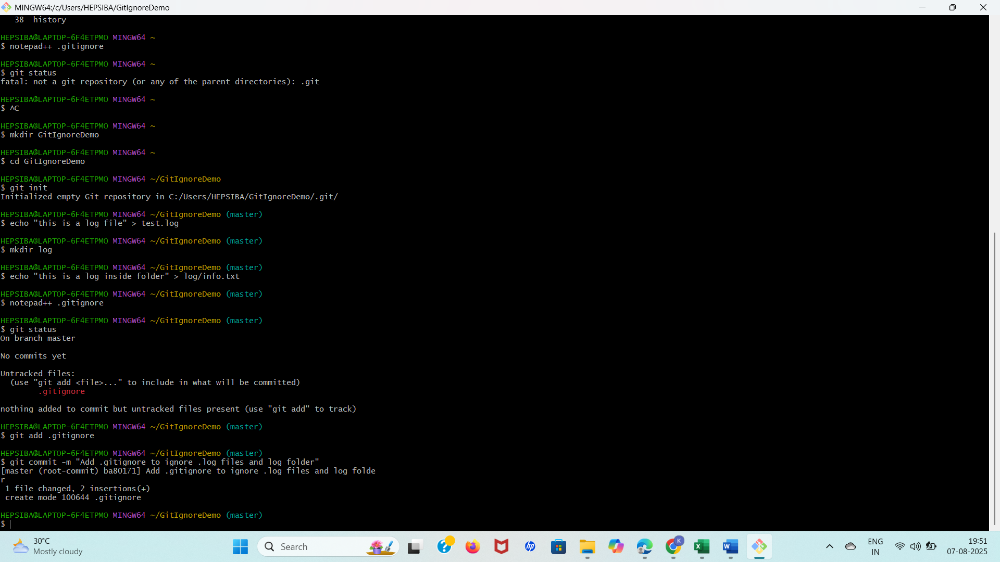 MINGW64:/c/Users/HEPSIBA/GitIgnoreDemo
38 history
HEPSIBA@LAPTOP-6F4ETPMO MINGW64 ~
$ notepad++ .gitignore
HEPSIBA@LAPTOP-6F4ETPMO MINGW64 ~
$ git status
fatal: not a git repository (or any of the parent directories): .git
HEPSIBA@LAPTOP-6F4ETPMO MINGW64 ~
$ ^C
HEPSIBA@LAPTOP-6F4ETPMO MINGW64 ~
$ mkdir GitIgnoreDemo
HEPSIBA@LAPTOP-6F4ETPMO MINGW64 ~
$ cd GitIgnoreDemo
HEPSIBA@LAPTOP-6F4ETPMO MINGW64 ~/GitIgnoreDemo
$ git init
Initialized empty Git repository in C:/Users/HEPSIBA/GitIgnoreDemo/.git/
HEPSIBA@LAPTOP-6F4ETPMO MINGW64 ~/GitIgnoreDemo (master)
$ echo "this is a log file" > test.log
HEPSIBA@LAPTOP-6F4ETPMO MINGW64 ~/GitIgnoreDemo (master)
$ mkdir log
HEPSIBA@LAPTOP-6F4ETPMO MINGW64 ~/GitIgnoreDemo (master)
$ echo "this is a log inside folder" > log/info.txt
HEPSIBA@LAPTOP-6F4ETPMO MINGW64 ~/GitIgnoreDemo (master)
$ notepad++ .gitignore
HEPSIBA@LAPTOP-6F4ETPMO MINGW64 ~/GitIgnoreDemo (master)
$ git status
On branch master
No commits yet
Untracked files:
(use "git add <file>..." to include in what will be committed)
.gitignore
nothing added to commit but untracked files present (use "git add" to track)
HEPSIBA@LAPTOP-6F4ETPMO MINGW64 ~/GitIgnoreDemo (master)
$ git add .gitignore
HEPSIBA@LAPTOP-6F4ETPMO MINGW64 ~/GitIgnoreDemo (master)
$ git commit -m "Add .gitignore to ignore .log files and log folder"
[master (root-commit) ba80171] Add .gitignore to ignore .log files and log folde
r
1 file changed, 2 insertions(+)
create mode 100644 .gitignore
HEPSIBA@LAPTOP-6F4ETPMO MINGW64 ~/GitIgnoreDemo (master)
$
30°C
Mostly cloudy
Search
hp
K
X
W
ENG
IN
19:51
07-08-2025